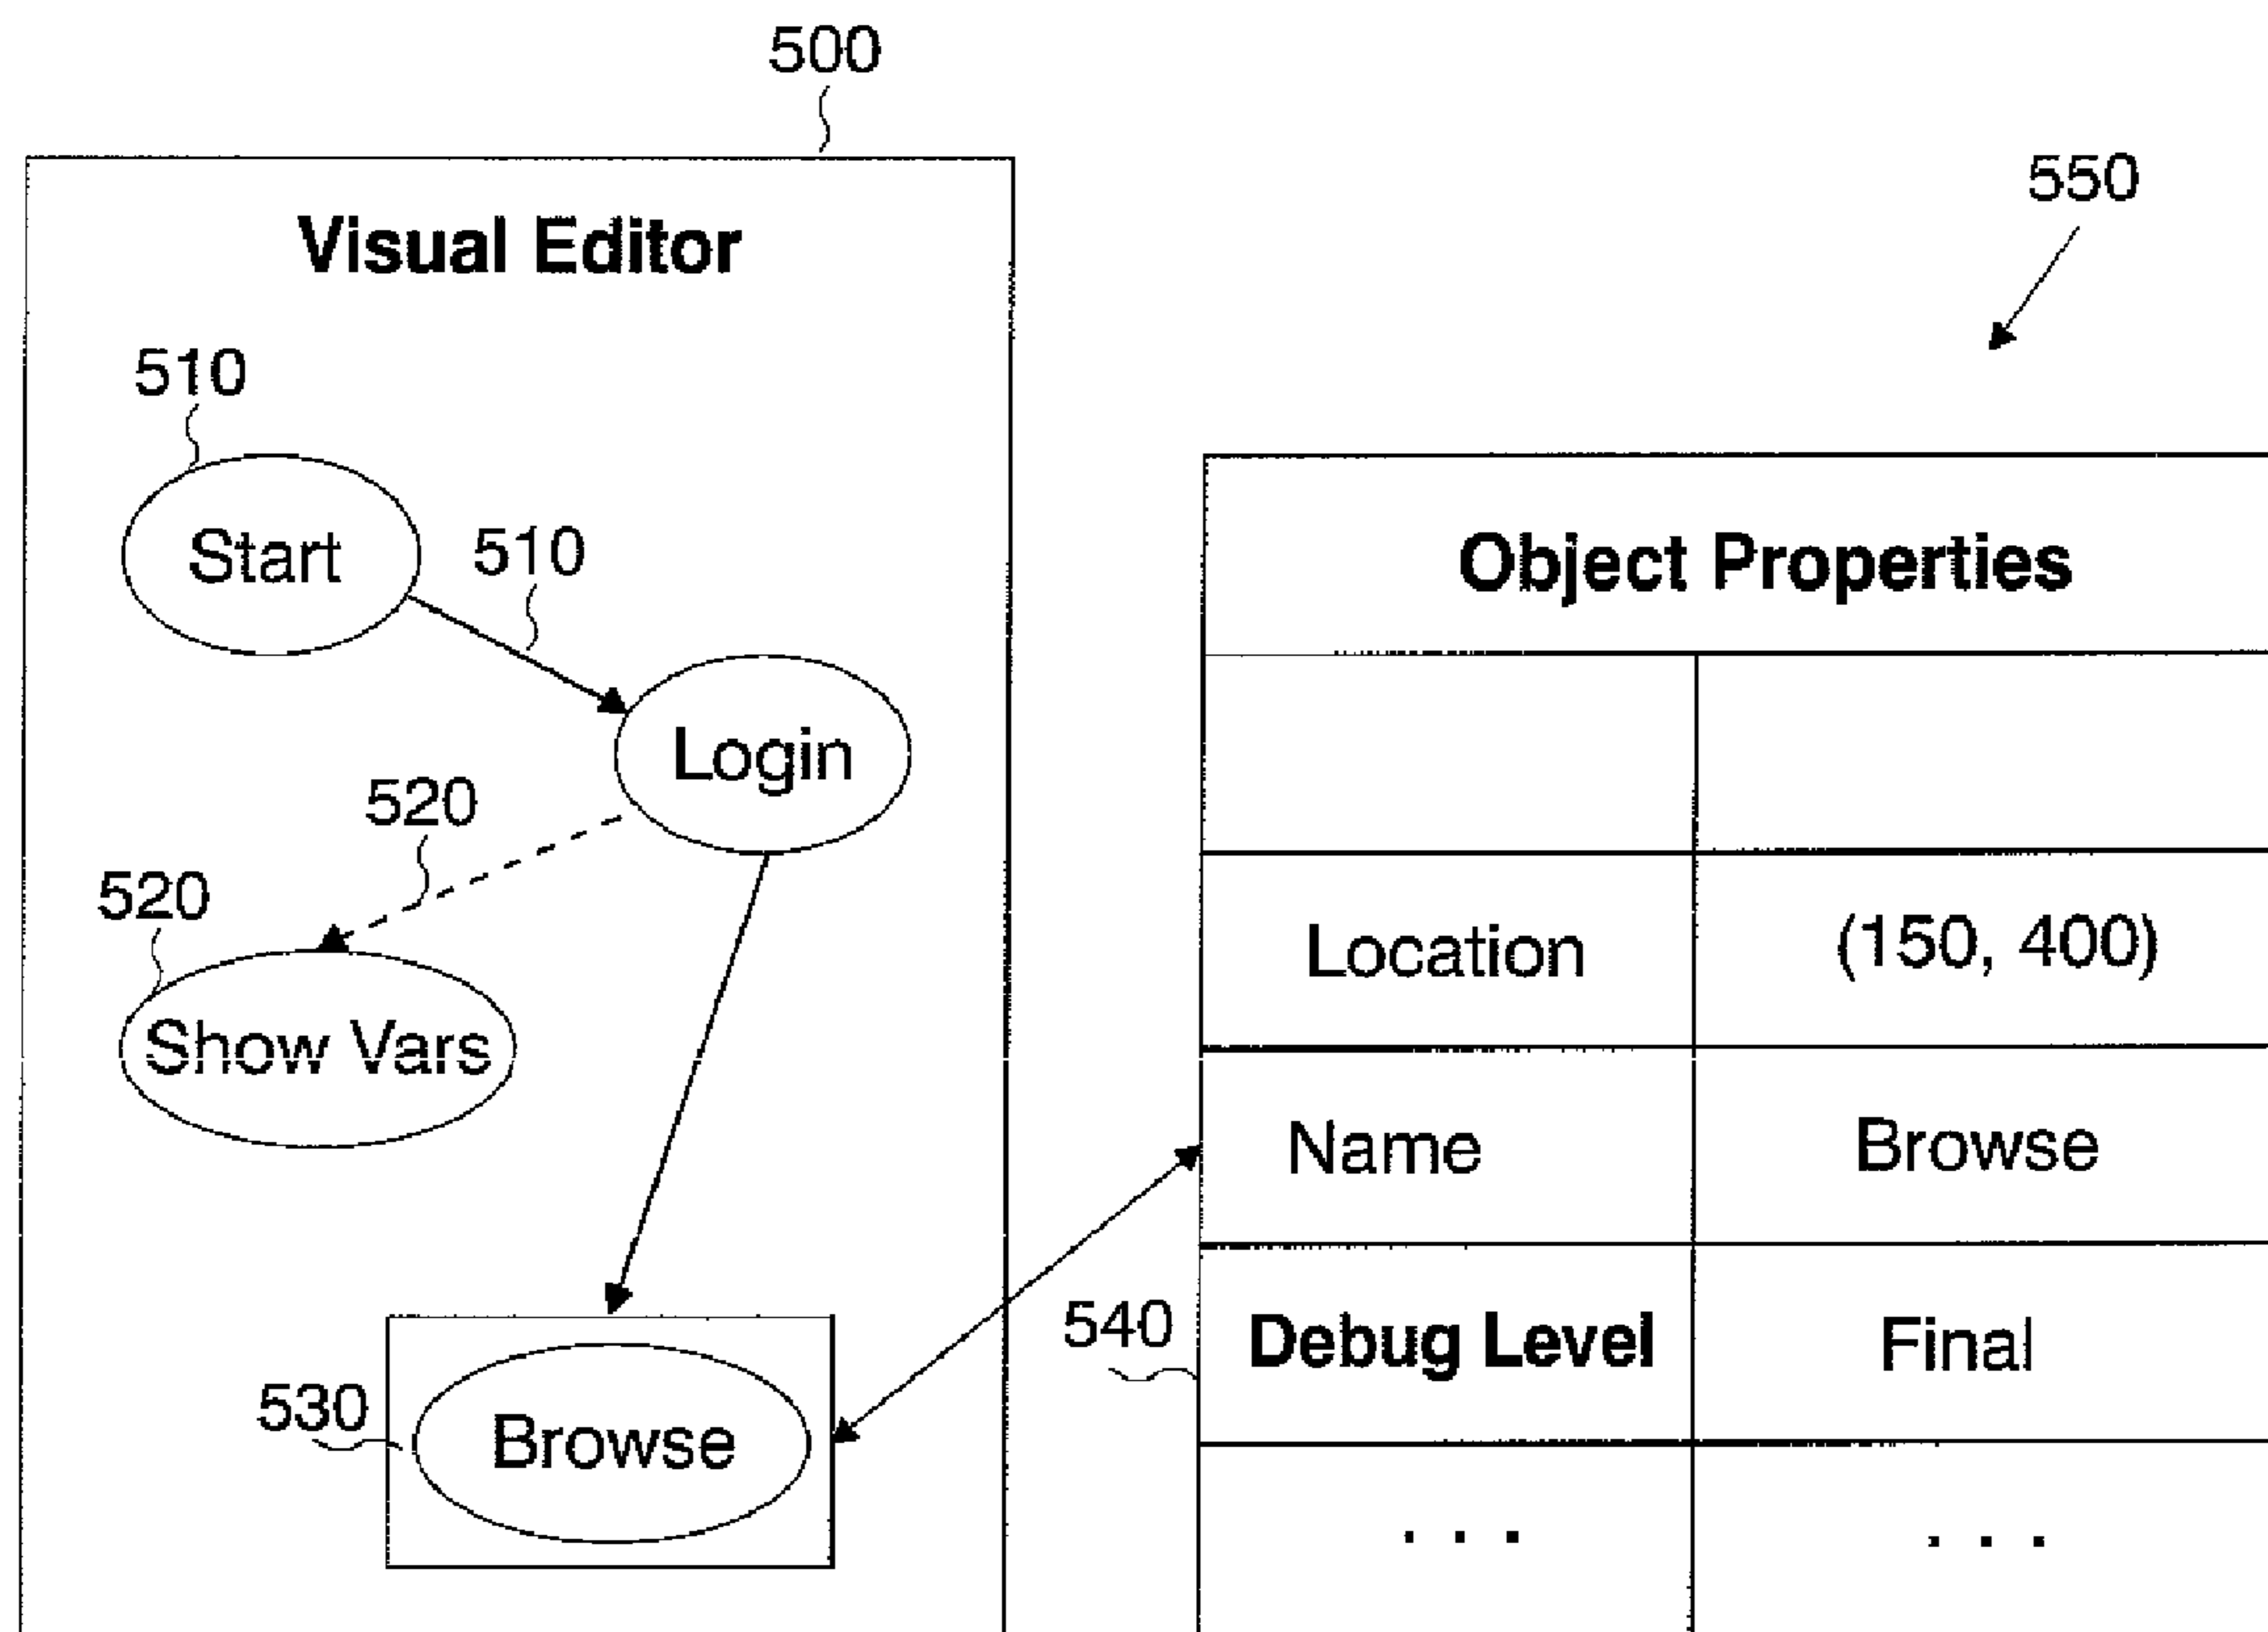 500
550
Visual Editor
510
Start
510
Login
520
520
Show Vars
530
Browse
Object Properties
Location (150, 400)
Name Browse
540
Debug Level Final
. . . . . .